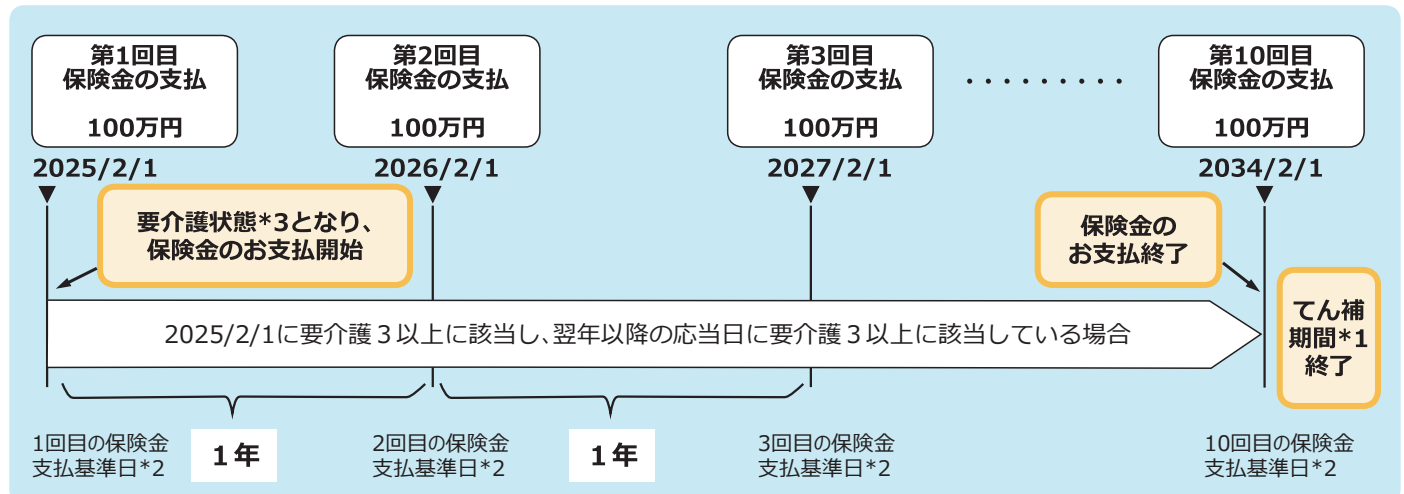 第1回目
保険金の支払
100万円
第2回目
保険金の支払
100万円
第3回目
保険金の支払
100万円
・・・・・・・・・
第10回目
保険金の支払
100万円
2025/2/1
2026/2/1
2027/2/1
2034/2/1
要介護状態*3となり、
保険金のお支払開始
保険金の
お支払終了
てん補
期間*1
終了
2025/2/1に要介護３以上に該当し、翌年以降の応当日に要介護３以上に該当している場合
1回目の保険金
支払基準日*2
１年
2回目の保険金
支払基準日*2
１年
3回目の保険金
支払基準日*2
10回目の保険金
支払基準日*2